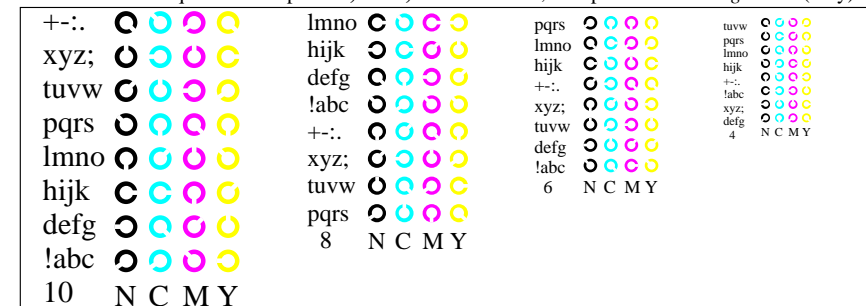 +-:.
xyz;
tuvw
pqrs
lmno
hijk
defg
!abc
10 N C M Y
lmno
hijk
defg
!abc
+-:.
xyz;
tuvw
pqrs
8 N C M Y
pqrs
lmno
hijk
+-:.
xyz;
tuvw
defg
!abc
6 N C M Y
tuvw
pqrs
lmno
hijk
+-:.
!abc
xyz;
defg
4 N C M Y